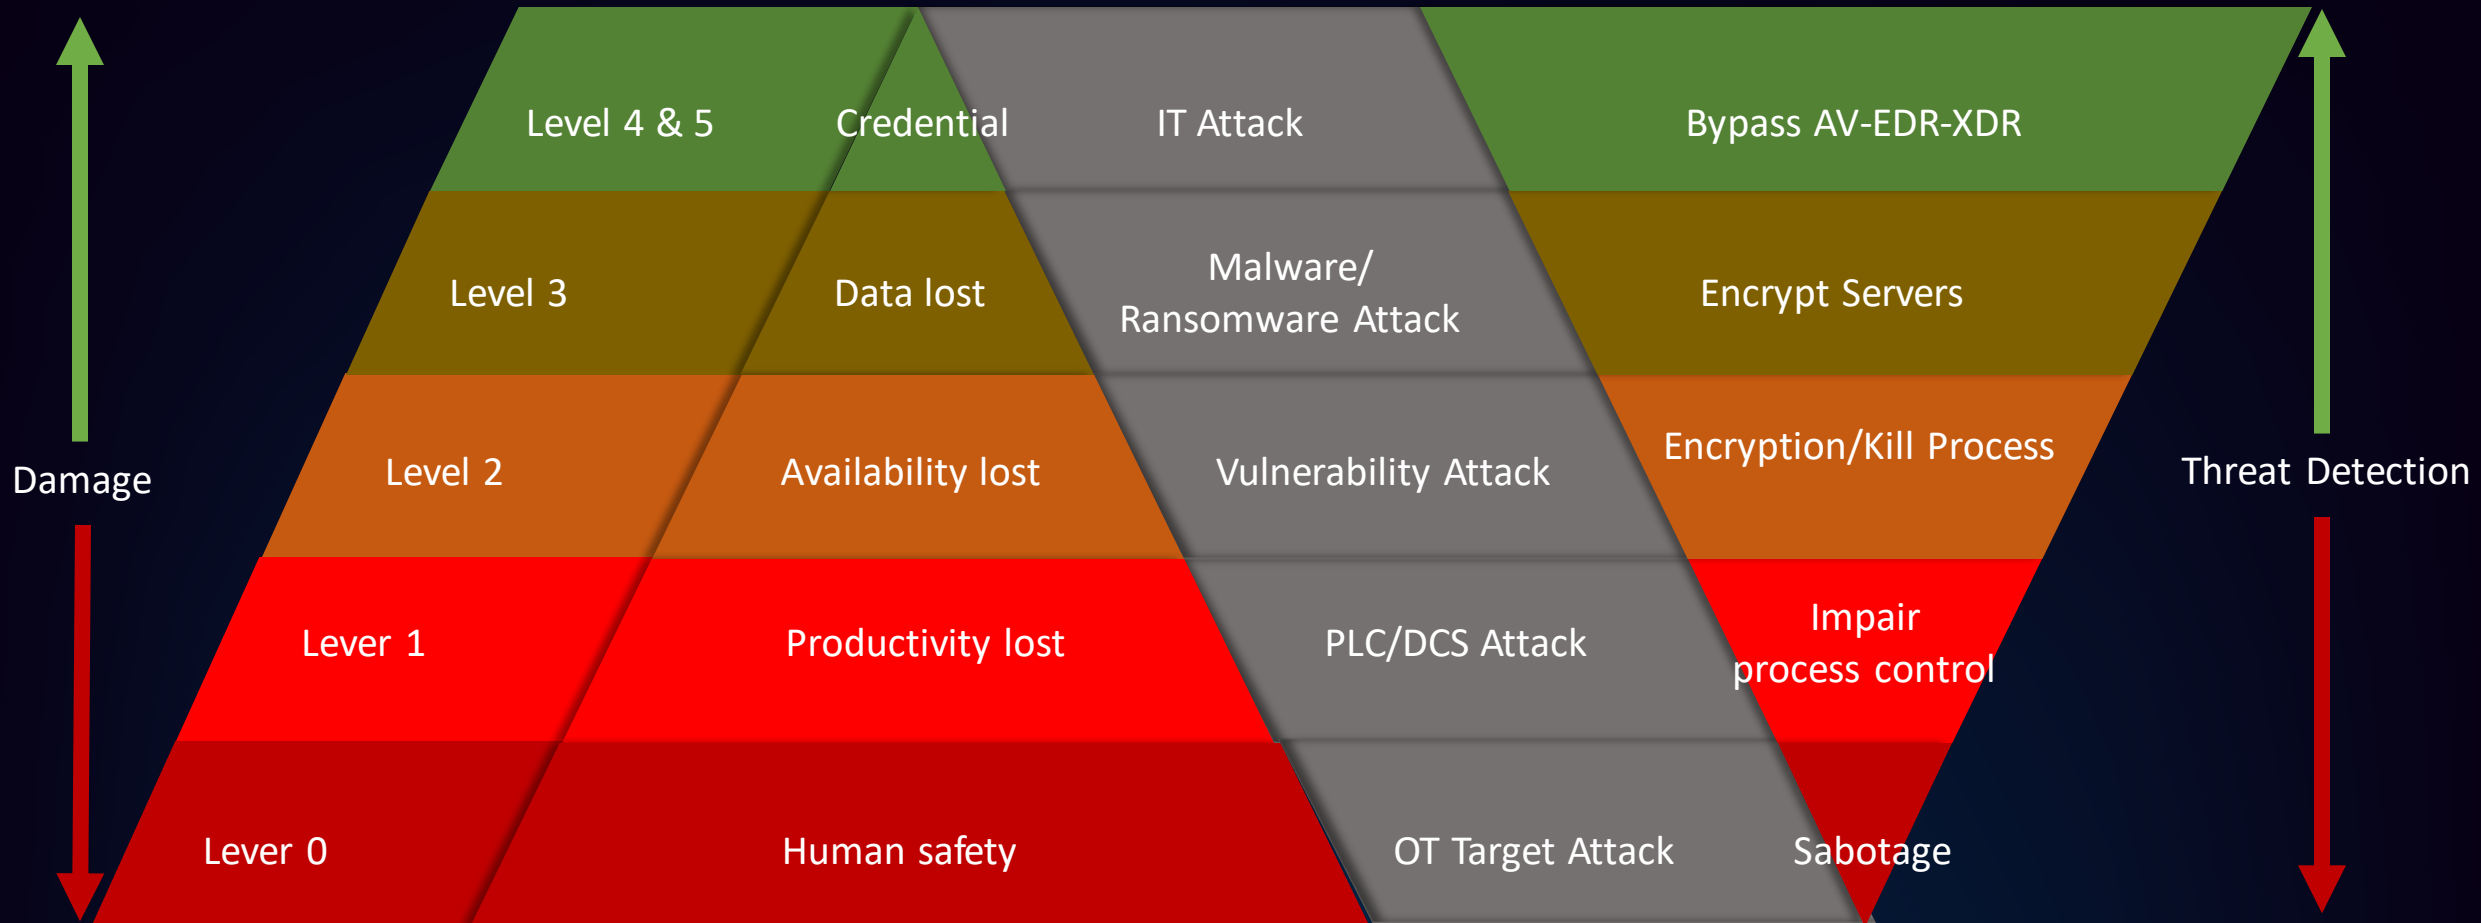 Level 4 & 5
Credential
IT Attack
Bypass AV-EDR-XDR
Level 3
Data lost
Malware/
Ransomware Attack
Encrypt Servers
Damage
Level 2
Availability lost
Vulnerability Attack
Encryption/Kill Process
Threat Detection
Lever 1
Productivity lost
PLC/DCS Attack
Impair
process control
Lever 0
Human safety
OT Target Attack
Sabotage